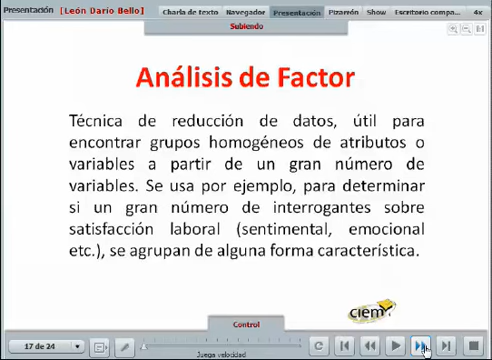 Presentación [León Darío Bello] Charla de texto Navegador Presentación Pizarrón Show Escritorio compa... 4x
Subiendo
Análisis de Factor
Técnica de reducción de datos, útil para
encontrar grupos homogéneos de atributos o
variables a partir de un gran número de
variables. Se usa por ejemplo, para determinar
si un gran número de interrogantes sobre
satisfacción laboral (sentimental, emocional
etc.), se agrupan de alguna forma característica.
ciem
Control
17 de 24
Juega velocidad